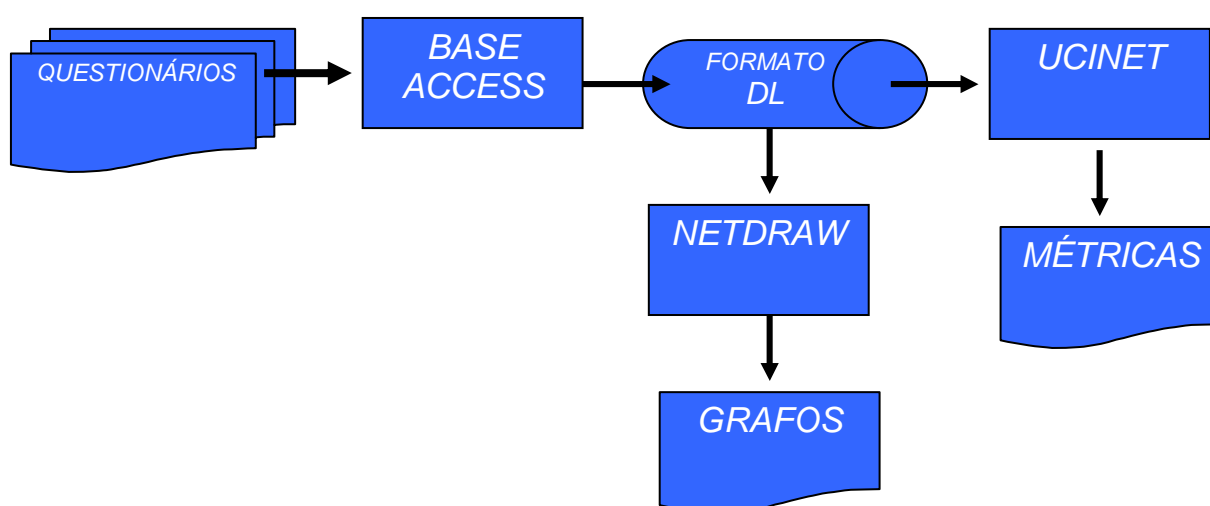 QUESTIONÁRIOS
BASE
ACCESS
FORMATO
DL
UCINET
NETDRAW
MÉTRICAS
GRAFOS